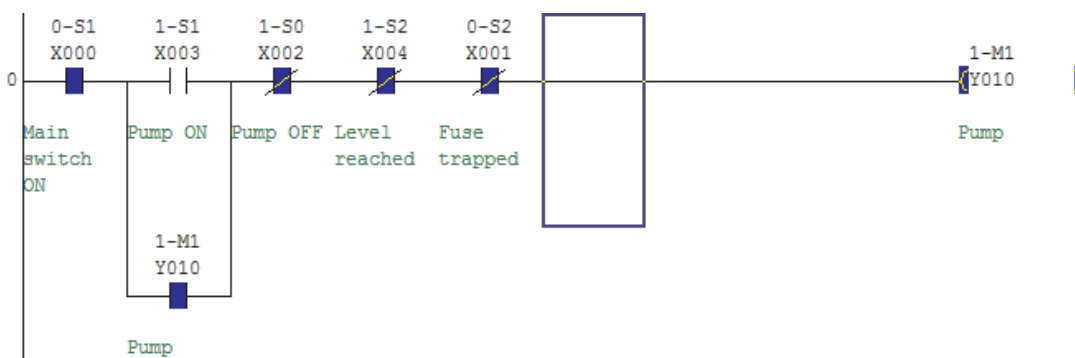 0-S1 1-S1 1-S0 1-S2 0-S2
X000 X003 X002 X004 X001 1-M1
0 Y010
Main Pump ON Pump OFF Level Fuse Pump
switch reached trapped
ON
1-M1
Y010
Pump